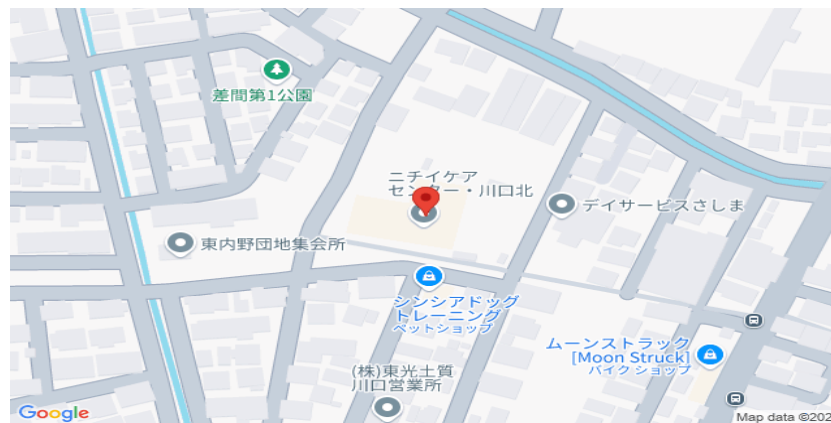 差間第1公園
ニチイケア
センター・川口北
デイサービスさしま
東内野団地集会所
シンシアドッグ
トレーニング
ペットショップ
ムーンストラック
[Moon Struck]
バイク ショップ
(株)東光土質
川口営業所
Google
Map data ©202